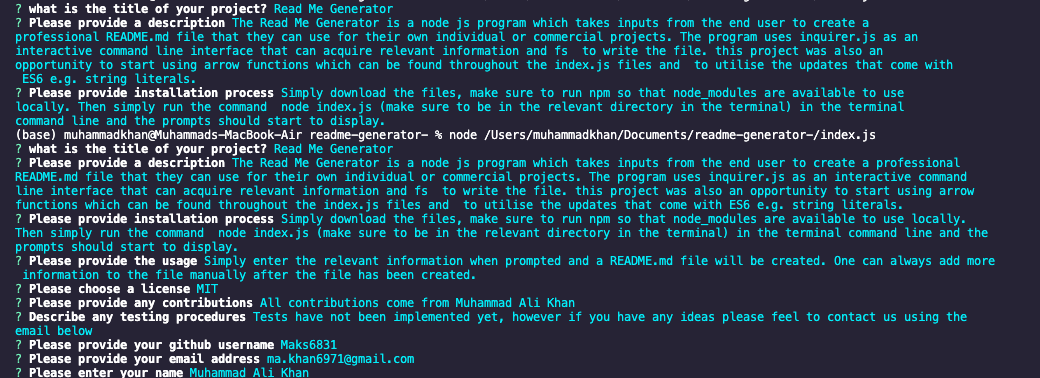 ? what is the title of your project? Read Me Generator
? Please provide a description The Read Me Generator is a node js program which takes inputs from the end user to create a
professional README.md file that they can use for their own individual or commercial projects. The program uses inquirer.js as an
interactive command line interface that can acquire relevant information and fs  to write the file. this project was also an
opportunity to start using arrow functions which can be found throughout the index.js files and  to utilise the updates that come with
 ES6 e.g. string literals.
? Please provide installation process Simply download the files, make sure to run npm so that node_modules are available to use
locally. Then simply run the command  node index.js (make sure to be in the relevant directory in the terminal) in the terminal
command line and the prompts should start to display.
(base) muhammadkhan@Muhammads-MacBook-Air readme-generator- % node /Users/muhammadkhan/Documents/readme-generator-/index.js
? what is the title of your project? Read Me Generator
? Please provide a description The Read Me Generator is a node js program which takes inputs from the end user to create a professional
README.md file that they can use for their own individual or commercial projects. The program uses inquirer.js as an interactive command
line interface that can acquire relevant information and fs  to write the file. this project was also an opportunity to start using arrow
functions which can be found throughout the index.js files and  to utilise the updates that come with ES6 e.g. string literals.
? Please provide installation process Simply download the files, make sure to run npm so that node_modules are available to use locally.
Then simply run the command  node index.js (make sure to be in the relevant directory in the terminal) in the terminal command line and the
prompts should start to display.
? Please provide the usage Simply enter the relevant information when prompted and a README.md file will be created. One can always add more
 information to the file manually after the file has been created.
? Please choose a license MIT
? Please provide any contributions All contributions come from Muhammad Ali Khan
? Describe any testing procedures Tests have not been implemented yet, however if you have any ideas please feel to contact us using the
email below
? Please provide your github username Maks6831
? Please provide your email address ma.khan6971@gmail.com
? Please enter your name Muhammad Ali Khan